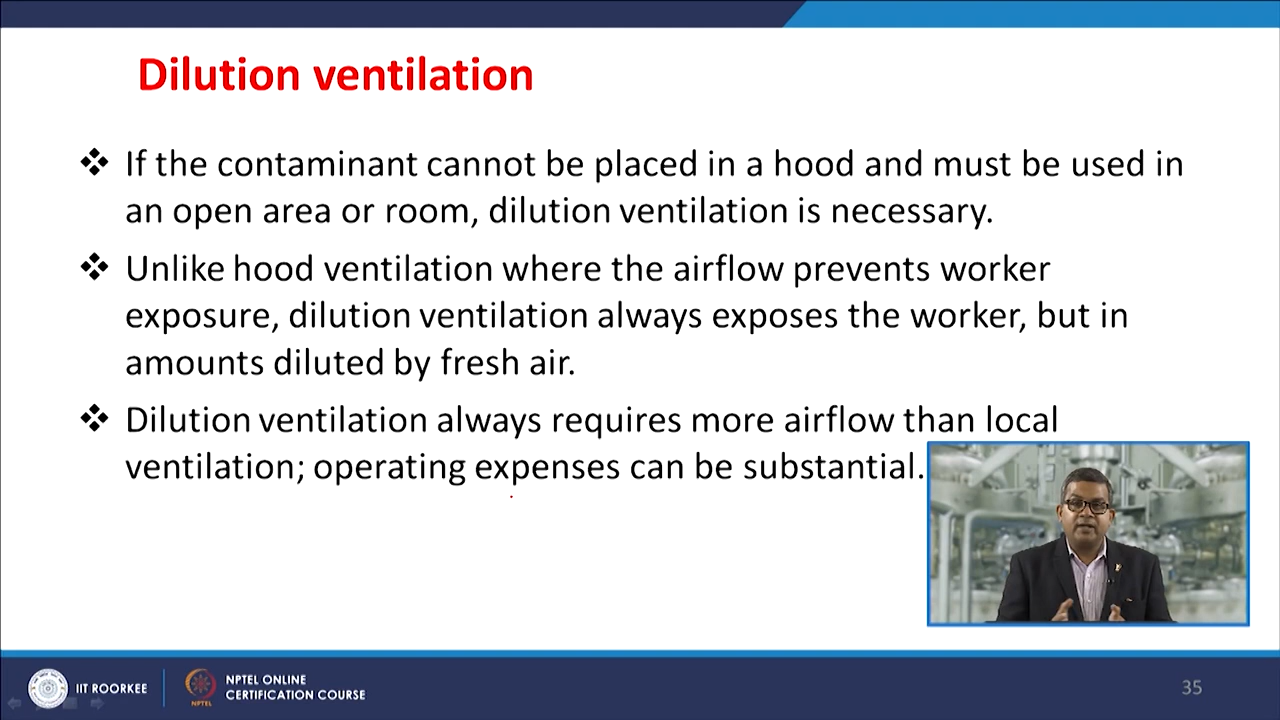 Dilution ventilation
❖ If the contaminant cannot be placed in a hood and must be used in
an open area or room, dilution ventilation is necessary.
❖ Unlike hood ventilation where the airflow prevents worker
exposure, dilution ventilation always exposes the worker, but in
amounts diluted by fresh air.
❖ Dilution ventilation always requires more airflow than local
ventilation; operating expenses can be substantial.
IIT ROORKEE
NPTEL
NPTEL ONLINE
CERTIFICATION COURSE
35